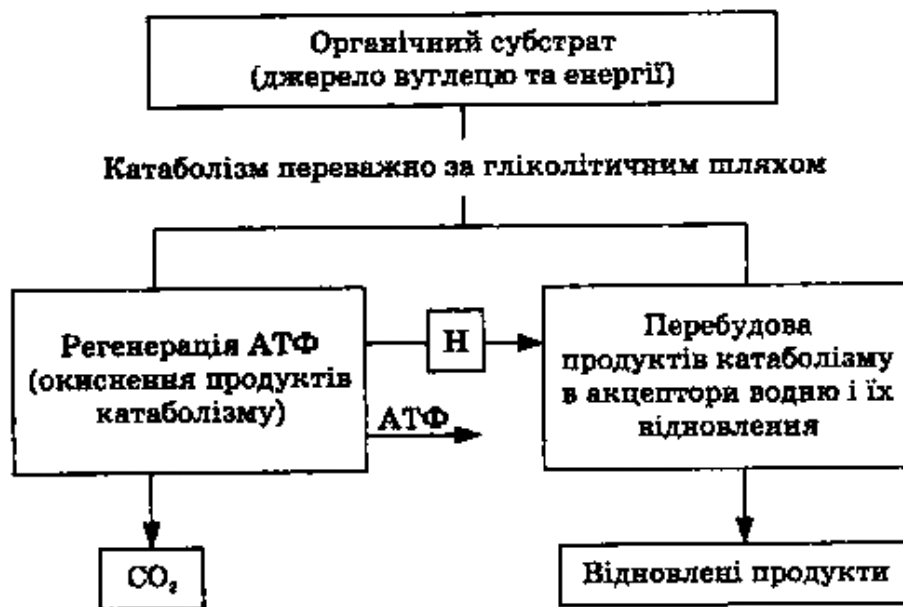 Органічний субстрат
(джерело вуглецю та енергії)
Катаболізм переважно за гліколітичним шляхом
Регенерація АТФ
(окиснення продуктів
катаболізму)
Н
АТФ
Перебудова
продуктів катаболізму
в акцептори водню і їх
відновлення
CO₂
Відновлені продукти